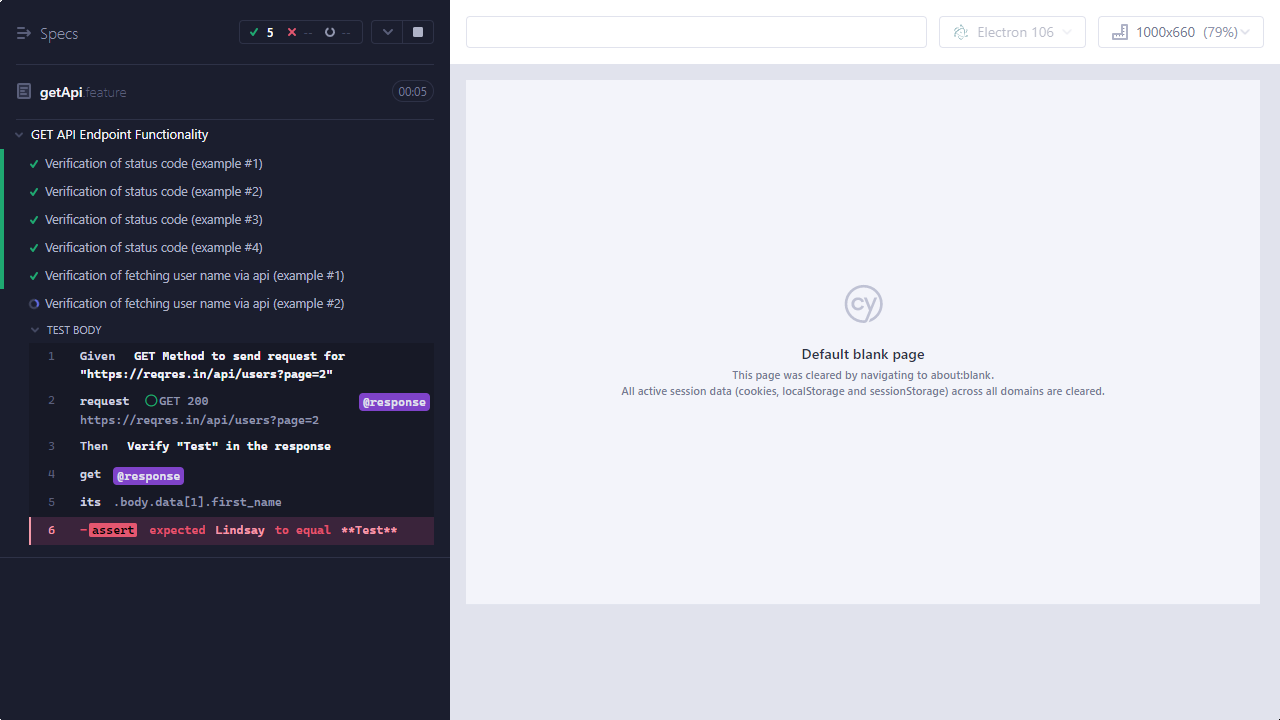 Specs
5 -- --
getApi.feature 00:05
GET API Endpoint Functionality
Verification of status code (example #1)
Verification of status code (example #2)
Verification of status code (example #3)
Verification of status code (example #4)
Verification of fetching user name via api (example #1)
Verification of fetching user name via api (example #2)
TEST BODY
1 Given GET Method to send request for
"https://reqres.in/api/users?page=2"
2 request GET 200 @response
https://reqres.in/api/users?page=2
3 Then Verify "Test" in the response
4 get @response
5 its .body.data[1].first_name
6 -assert expected Lindsay to equal **Test**
Electron 106
1000x660 (79%)
cy
Default blank page
This page was cleared by navigating to about:blank.
All active session data (cookies, localStorage and sessionStorage) across all domains are cleared.